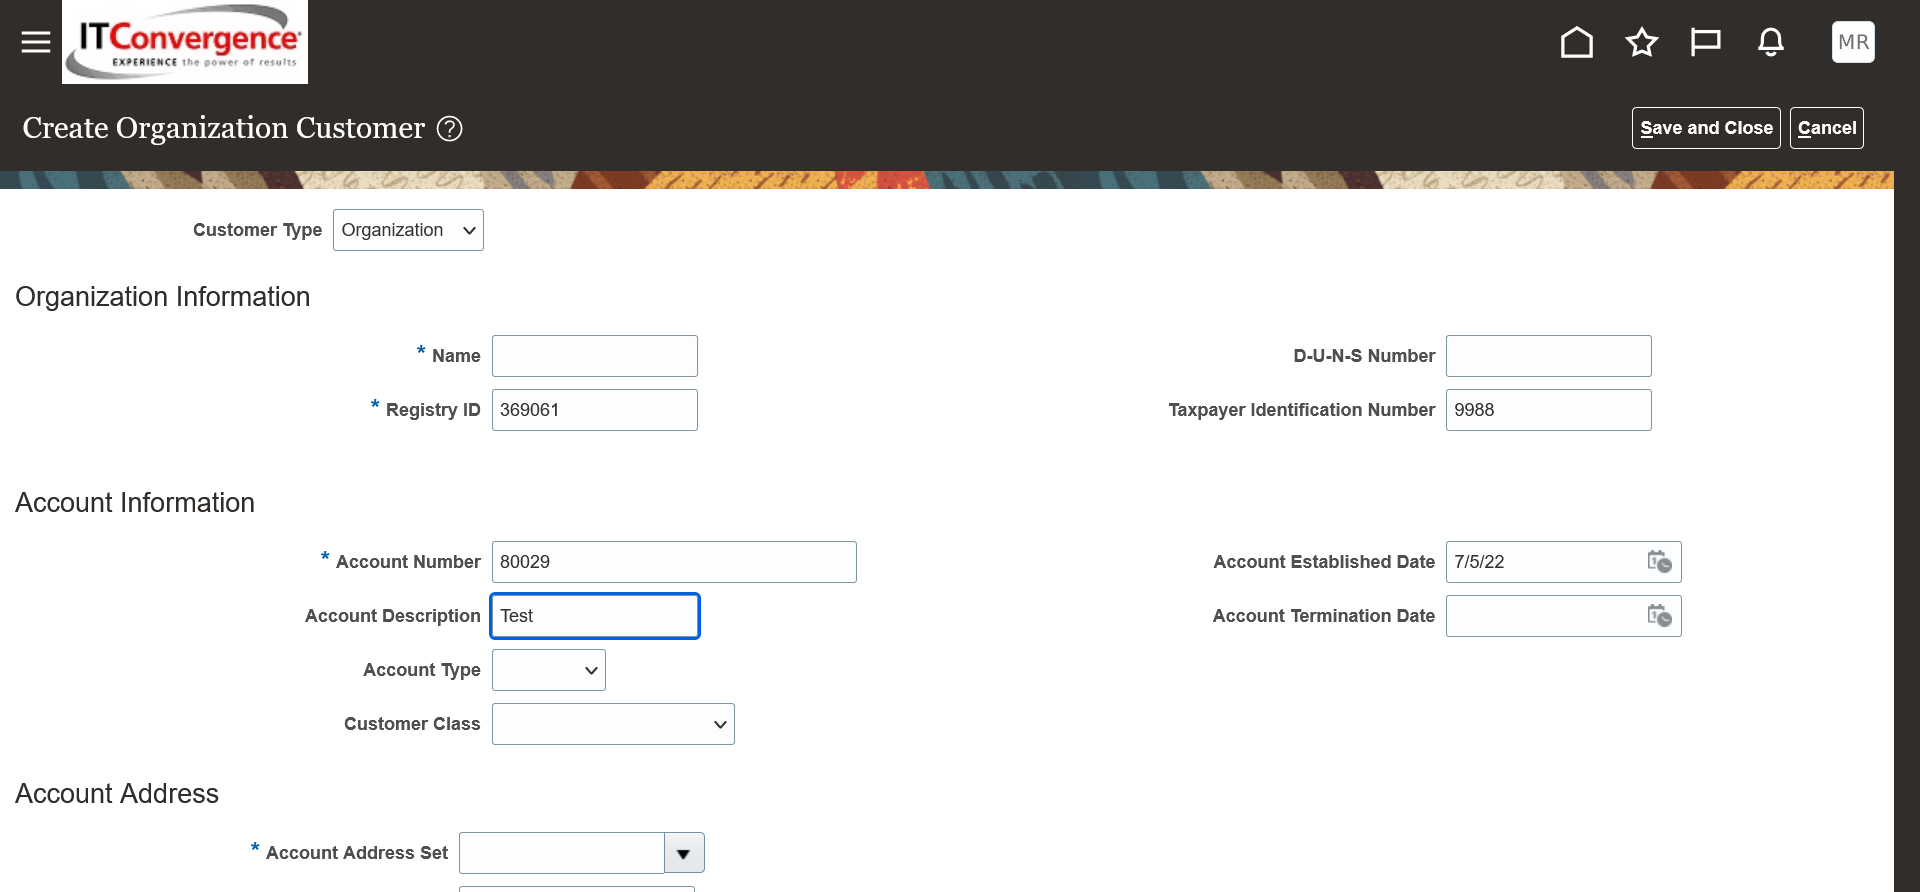 ITConvergence
EXPERIENCE the power of results
MR
Create Organization Customer ?
Save and Close
Cancel
Customer Type Organization
Organization Information
* Name
D-U-N-S Number
* Registry ID 369061
Taxpayer Identification Number 9988
Account Information
* Account Number 80029
Account Established Date 7/5/22
Account Description Test
Account Termination Date
Account Type
Customer Class
Account Address
* Account Address Set